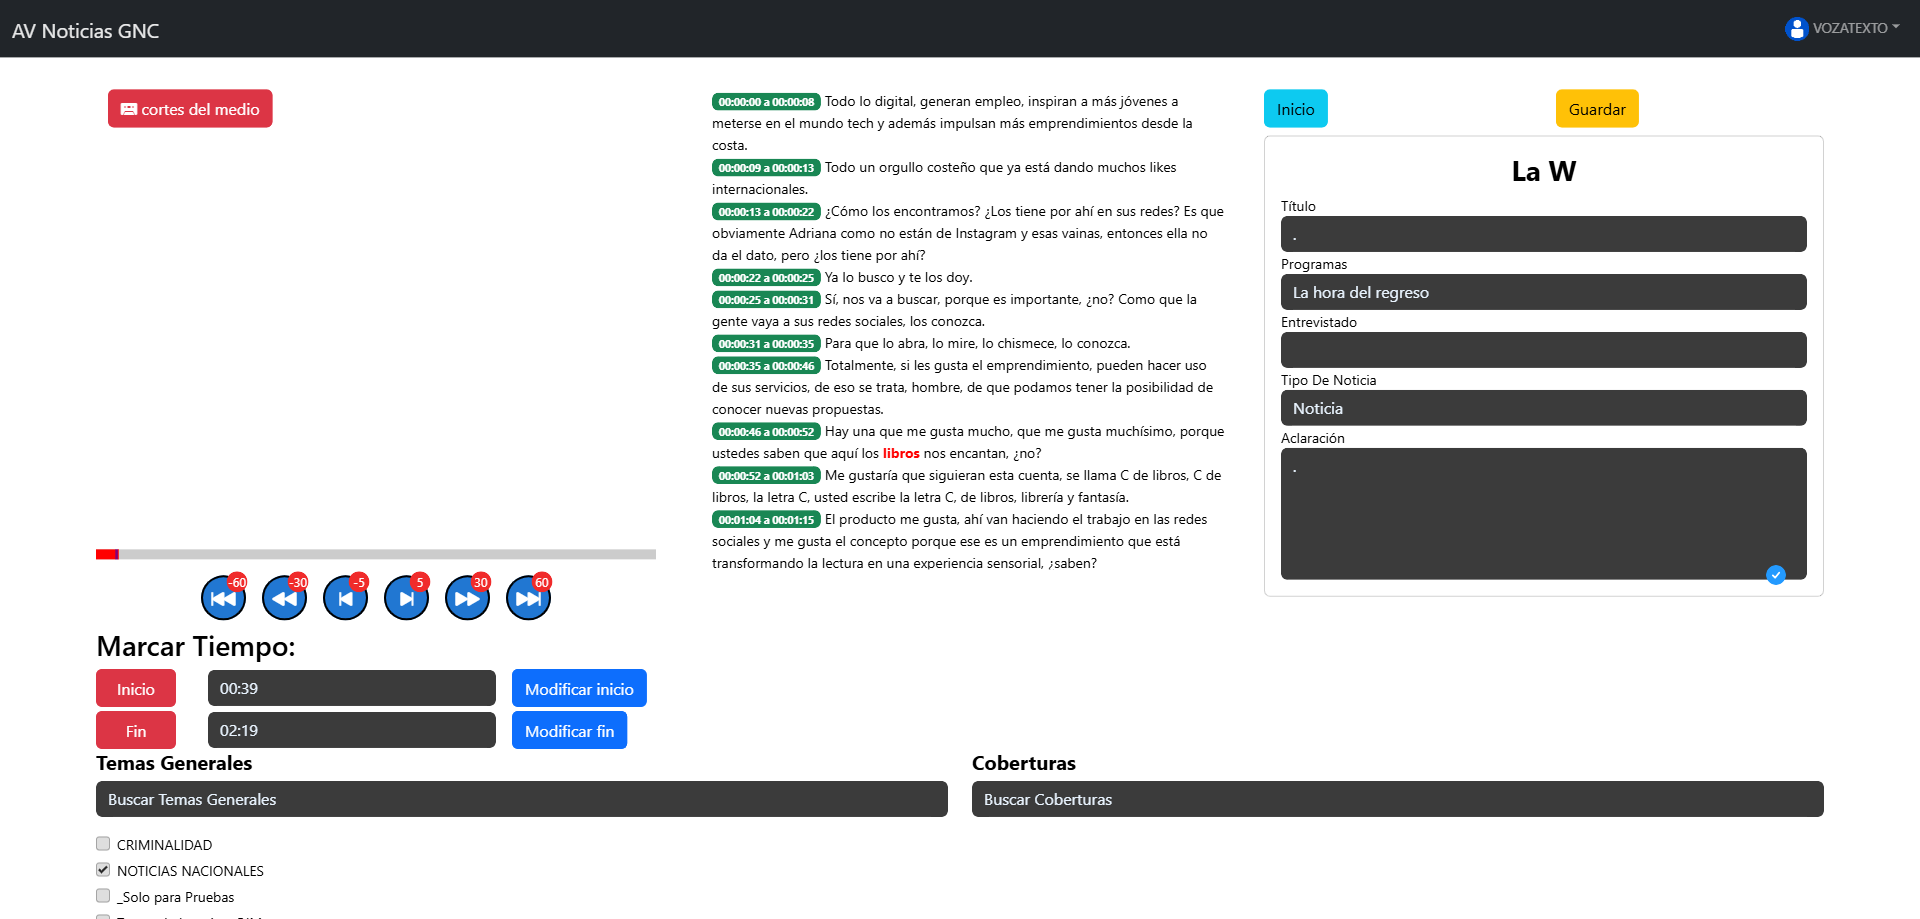 AV Noticias GNC
VOZATEXTO
cortes del medio
00:00:00 a 00:00:08 Todo lo digital, generan empleo, inspiran a más jóvenes a
meterse en el mundo tech y además impulsan más emprendimientos desde la
costa.
00:00:09 a 00:00:13 Todo un orgullo costeño que ya está dando muchos likes
internacionales.
00:00:13 a 00:00:22 ¿Cómo los encontramos? ¿Los tiene por ahí en sus redes? Es que
obviamente Adriana como no están de Instagram y esas vainas, entonces ella no
da el dato, pero ¿los tiene por ahí?
00:00:22 a 00:00:25 Ya lo busco y te los doy.
00:00:25 a 00:00:31 Sí, nos va a buscar, porque es importante, ¿no? Como que la
gente vaya a sus redes sociales, los conozca.
00:00:31 a 00:00:35 Para que lo abra, lo mire, lo chismece, lo conozca.
00:00:35 a 00:00:46 Totalmente, si les gusta el emprendimiento, pueden hacer uso
de sus servicios, de eso se trata, hombre, de que podamos tener la posibilidad de
conocer nuevas propuestas.
00:00:46 a 00:00:52 Hay una que me gusta mucho, que me gusta muchísimo, porque
ustedes saben que aquí los libros nos encantan, ¿no?
00:00:52 a 00:01:03 Me gustaría que siguieran esta cuenta, se llama C de libros, C de
libros, la letra C, usted escribe la letra C, de libros, librería y fantasía.
00:01:04 a 00:01:15 El producto me gusta, ahí van haciendo el trabajo en las redes
sociales y me gusta el concepto porque ese es un emprendimiento que está
transformando la lectura en una experiencia sensorial, ¿saben?
Inicio
Guardar
La W
Título
.
Programas
La hora del regreso
Entrevistado
Tipo De Noticia
Noticia
Aclaración
.
-60
-30
-5
5
30
60
Marcar Tiempo:
Inicio
00:39
Modificar inicio
Fin
02:19
Modificar fin
Temas Generales
Buscar Temas Generales
CRIMINALIDAD
NOTICIAS NACIONALES
_Solo para Pruebas
Coberturas
Buscar Coberturas